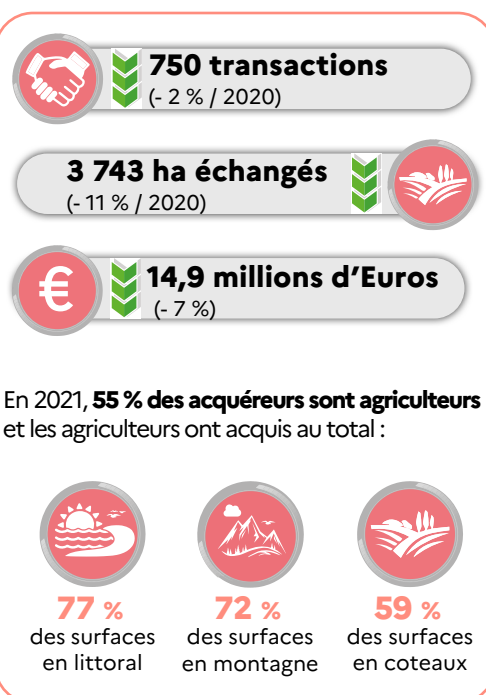 750 transactions
(- 2 % / 2020)
3 743 ha échangés
(- 11 % / 2020)
€
14,9 millions d’Euros
(- 7 %)
En 2021, 55 % des acquéreurs sont agriculteurs
et les agriculteurs ont acquis au total :
77 %
des surfaces
en littoral
72 %
des surfaces
en montagne
59 %
des surfaces
en coteaux